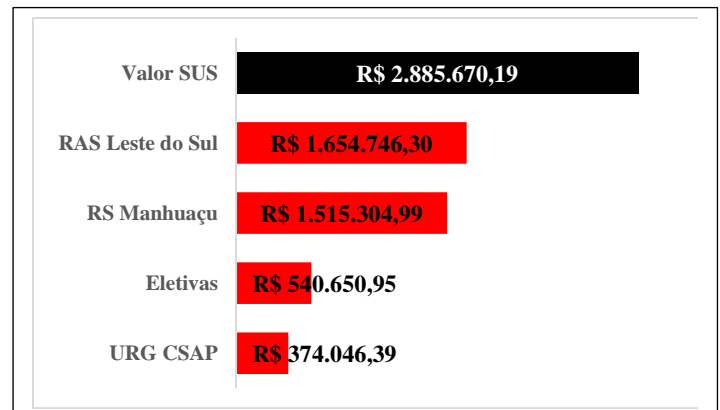 Valor SUS R$ 2.885.670,19
RAS Leste do Sul R$ 1.654.746,30
RS Manhuaçu R$ 1.515.304,99
Eletivas R$ 540.650,95
URG CSAP R$ 374.046,39